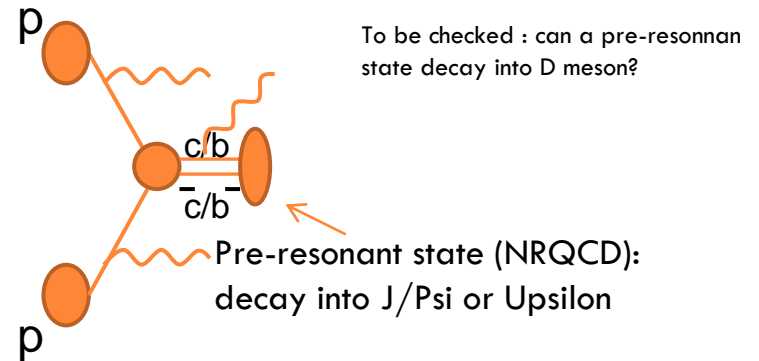 p
To be checked : can a pre-resonnan
state decay into D meson?
c/b
c̄/b̄
Pre-resonant state (NRQCD):
decay into J/Psi or Upsilon
p